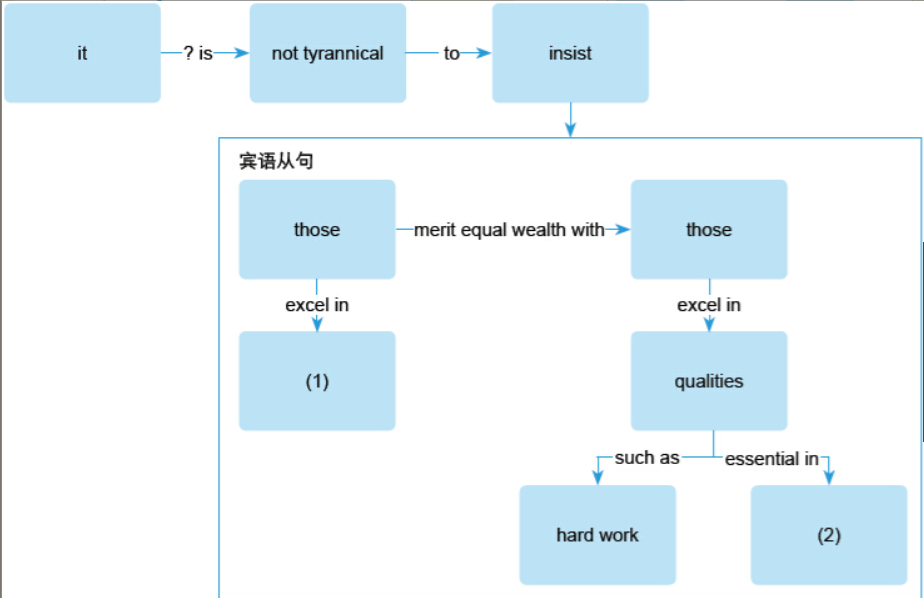 it
? is
not tyrannical
to
insist
宾语从句
those
merit equal wealth with
those
excel in
excel in
(1)
qualities
such as
essential in
hard work
(2)